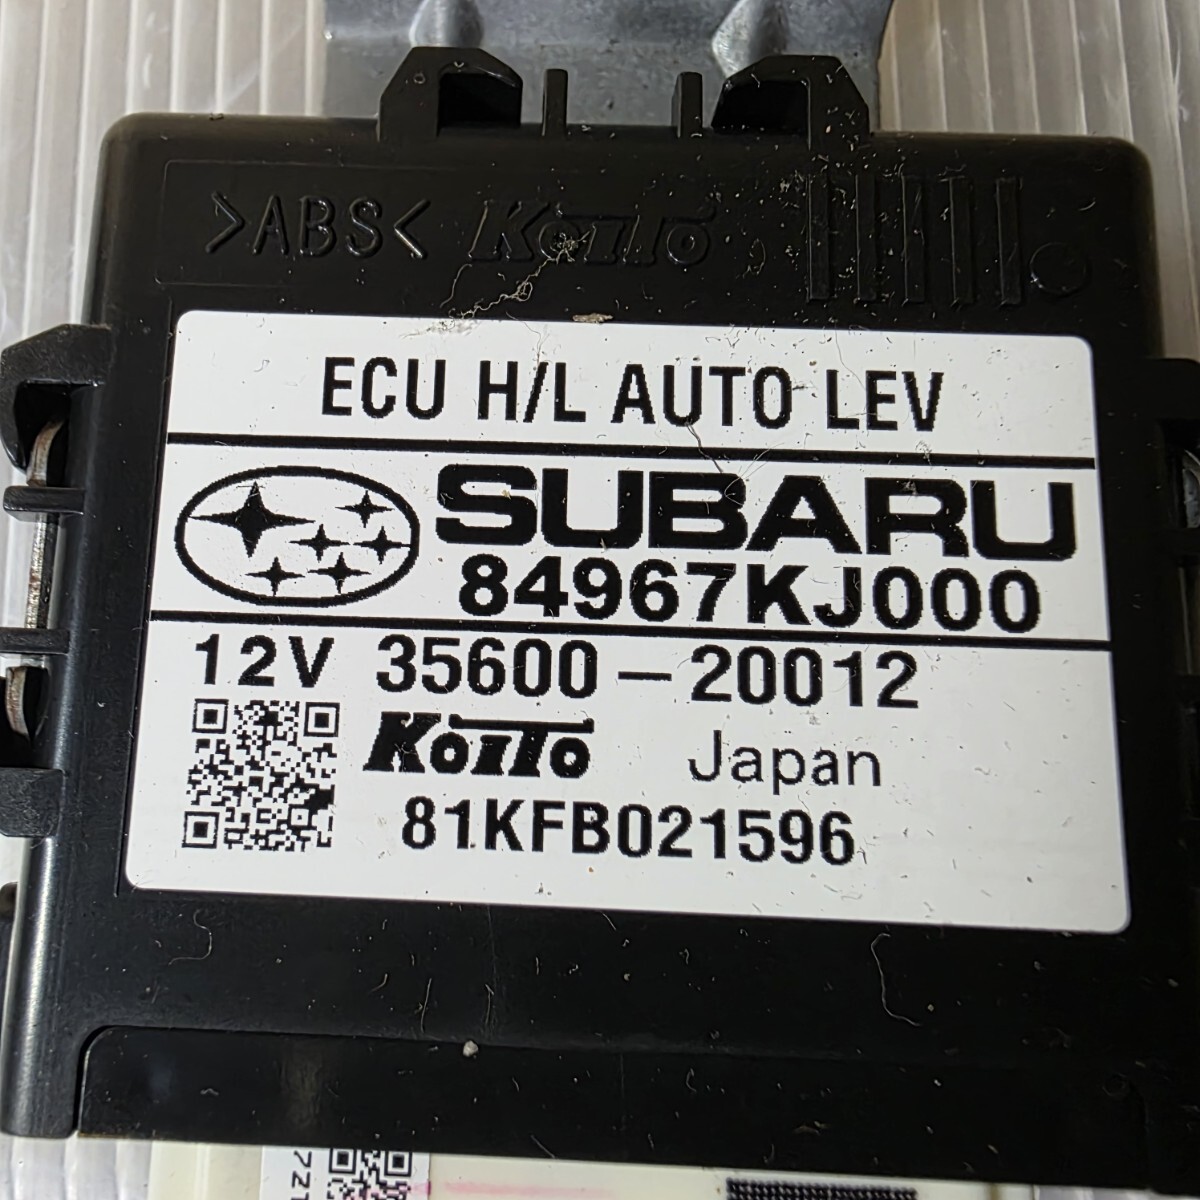 >ABS< KoiTo
ECU H/L AUTO LEV
SUBARU
84967KJ000
12V 35600-20012
KoiTo Japan
81KFB021596